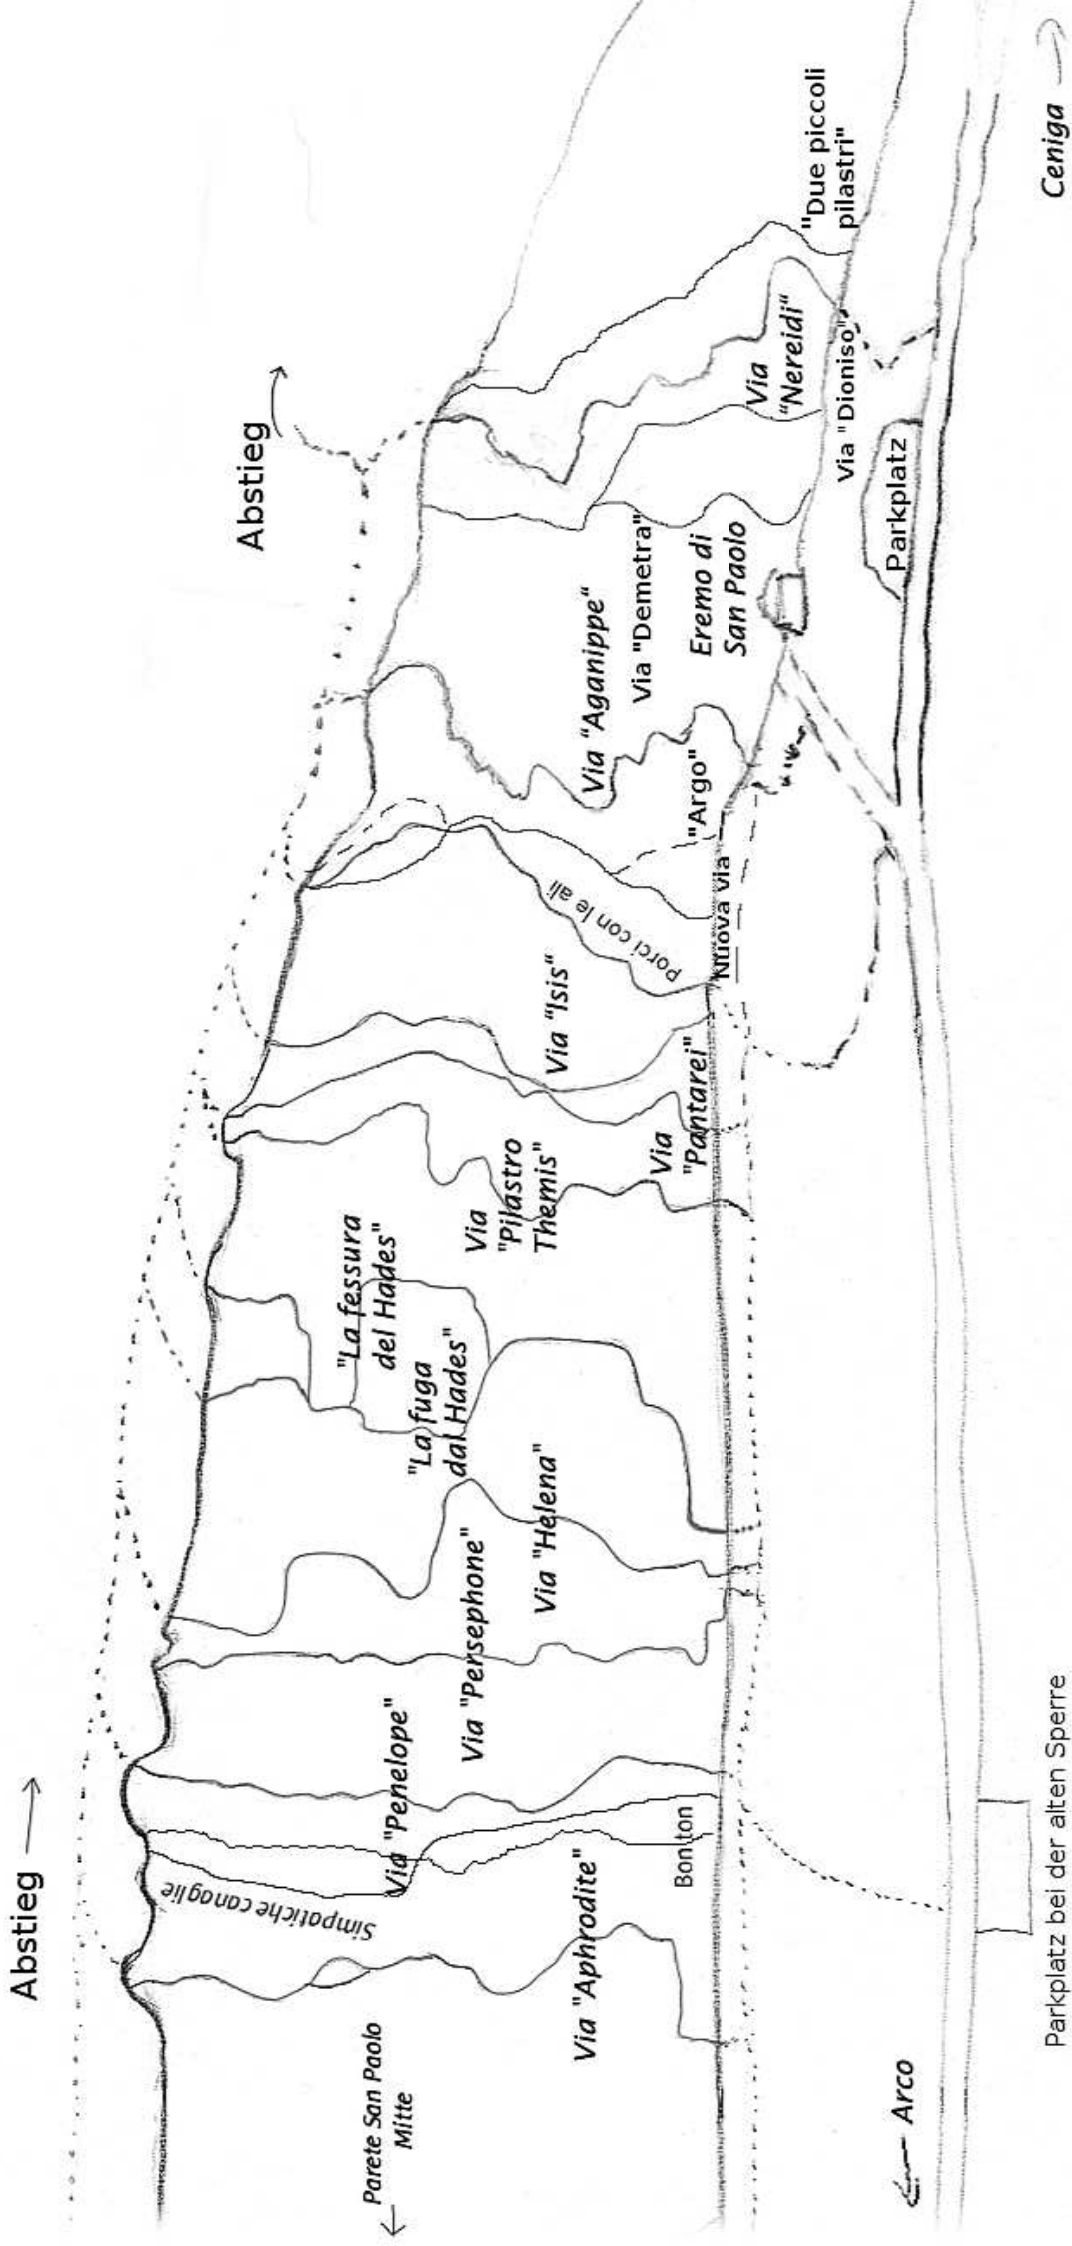 Abstieg
Parete San Paolo
Mitte
Arco
Simpatiche canaglie
Via "Aphrodite"
Bonton
Via "Penelope"
Via "Persephone"
Via "Helena"
"La fuga
dal Hades"
"La fessura
del Hades"
Via
"Pilastro
Themis"
Via
"Pantarei"
Via "Isis"
Porci con le ali
Nuova via
"Argo"
Via "Aganippe"
Via "Demetra"
Eremo di
San Paolo
Abstieg
Via
"Nereidi"
Via "Dioniso"
"Due piccoli
pilastri"
Parkplatz
Parkplatz bei der alten Sperre
Ceniga